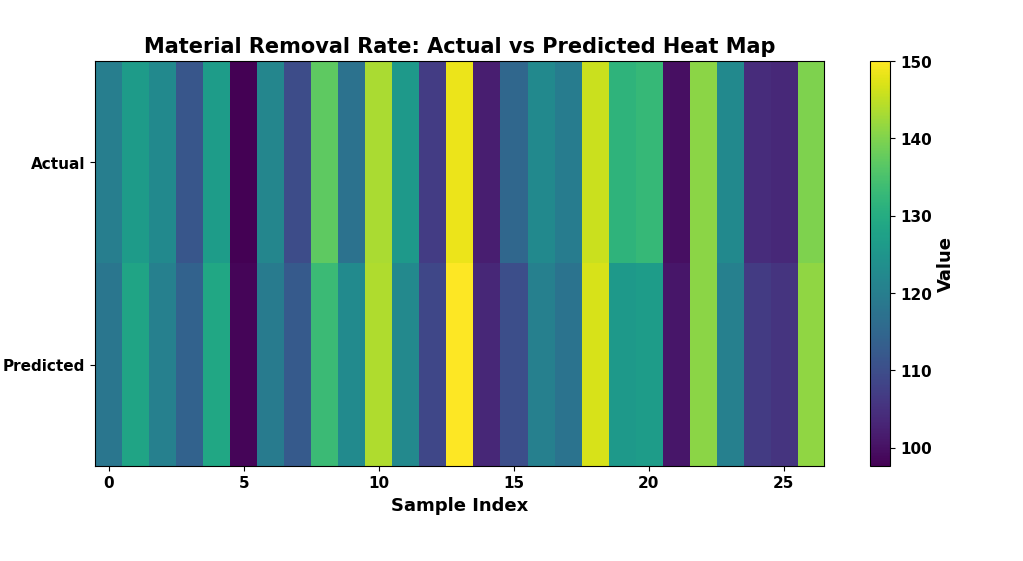 Material Removal Rate: Actual vs Predicted Heat Map
Actual
Predicted
0 5 10 15 20 25
Sample Index
150
140
130
120
110
100
Value